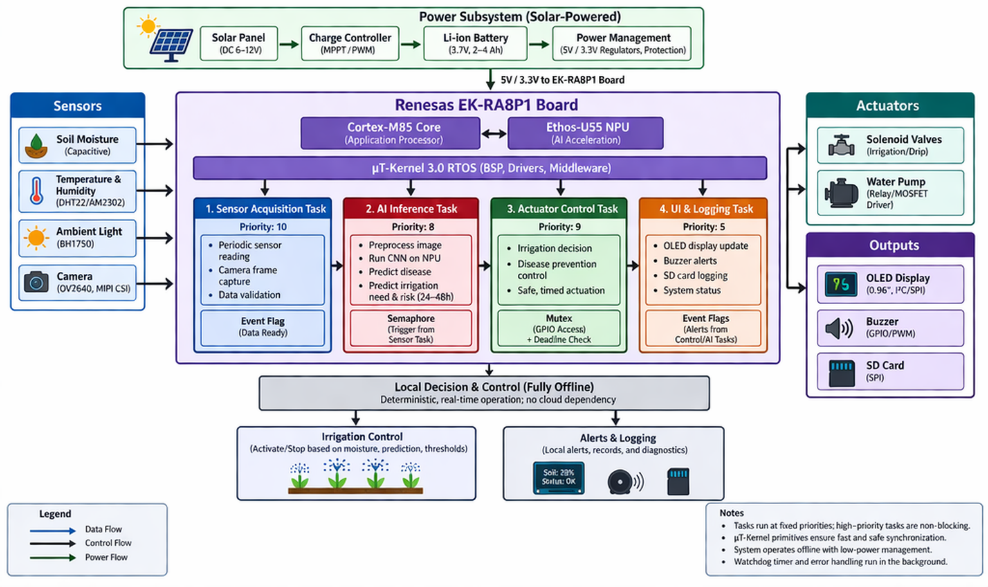 Power Subsystem (Solar-Powered)
Solar Panel
(DC 6–12V)
Charge Controller
(MPPT / PWM)
Li-ion Battery
(3.7V, 2–4 Ah)
Power Management
(5V / 3.3V Regulators, Protection)
5V / 3.3V to EK-RA8P1 Board
Sensors
Soil Moisture
(Capacitive)
Temperature &
Humidity
(DHT22/AM2302)
Ambient Light
(BH1750)
Camera
(OV2640, MIPI CSI)
Renesas EK-RA8P1 Board
Cortex-M85 Core
(Application Processor)
Ethos-U55 NPU
(AI Acceleration)
µT-Kernel 3.0 RTOS (BSP, Drivers, Middleware)
1. Sensor Acquisition Task
Priority: 10
• Periodic sensor
reading
• Camera frame
capture
• Data validation
Event Flag
(Data Ready)
2. AI Inference Task
Priority: 8
• Preprocess image
• Run CNN on NPU
• Predict disease
• Predict irrigation
need & risk (24–48h)
Semaphore
(Trigger from
Sensor Task)
3. Actuator Control Task
Priority: 9
• Irrigation decision
• Disease prevention
control
• Safe, timed actuation
Mutex
(GPIO Access)
+ Deadline Check
4. UI & Logging Task
Priority: 5
• OLED display update
• Buzzer alerts
• SD card logging
• System status
Event Flags
(Alerts from
Control/AI Tasks)
Actuators
Solenoid Valves
(Irrigation/Drip)
Water Pump
(Relay/MOSFET
Driver)
Outputs
OLED Display
(0.96", I²C/SPI)
Buzzer
(GPIO/PWM)
SD Card
(SPI)
Local Decision & Control (Fully Offline)
Deterministic, real-time operation; no cloud dependency
Irrigation Control
(Activate/Stop based on moisture, prediction, thresholds)
Alerts & Logging
(Local alerts, records, and diagnostics)
Soil: 28%
Status: OK
Legend
Data Flow
Control Flow
Power Flow
Notes
• Tasks run at fixed priorities; high-priority tasks are non-blocking.
• µT-Kernel primitives ensure fast and safe synchronization.
• System operates offline with low-power management.
• Watchdog timer and error handling run in the background.